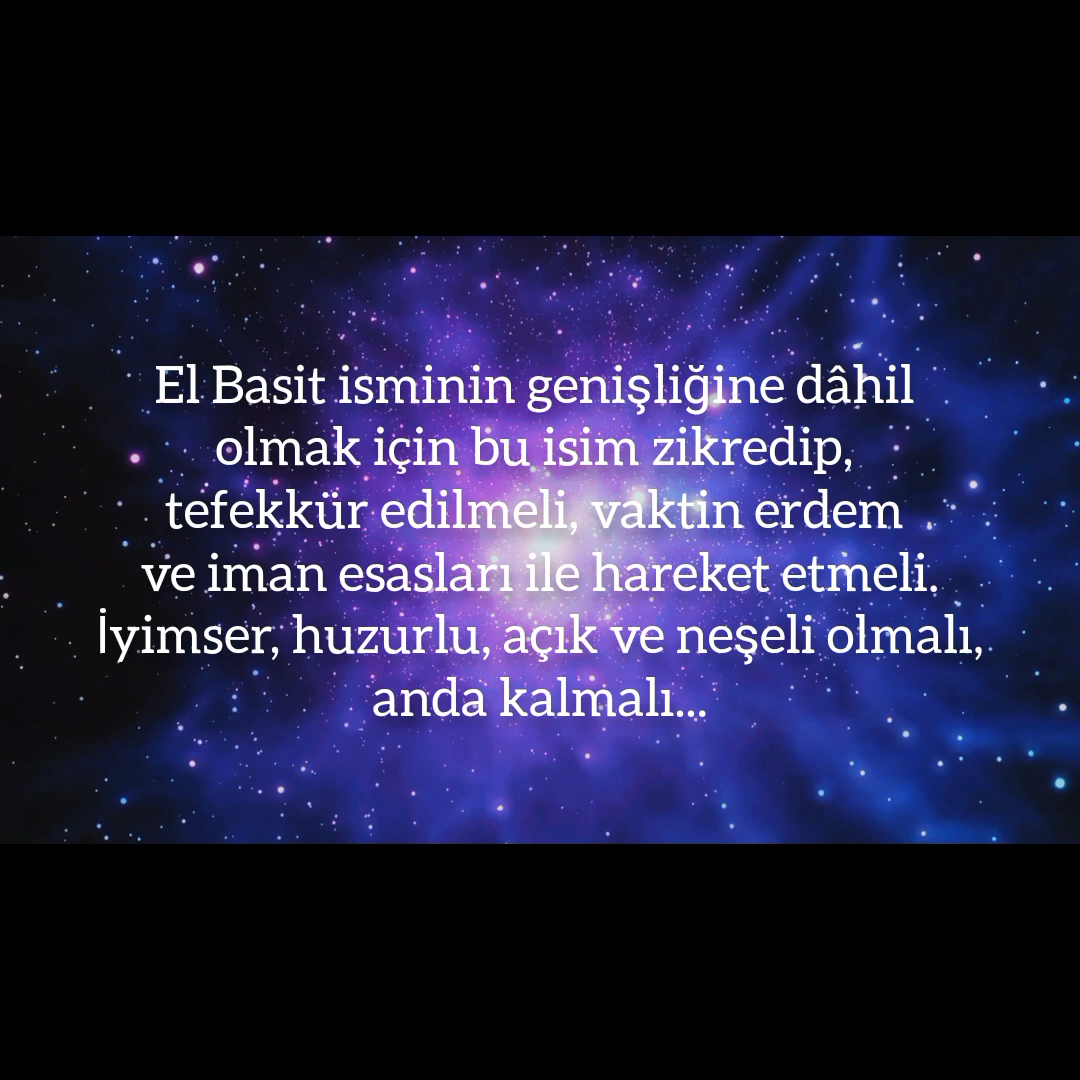 El Basit isminin genişliğine dâhil
olmak için bu isim zikredip,
tefekkür edilmeli, vaktin erdem
ve iman esasları ile hareket etmeli.
İyimser, huzurlu, açık ve neşeli olmalı,
anda kalmalı...